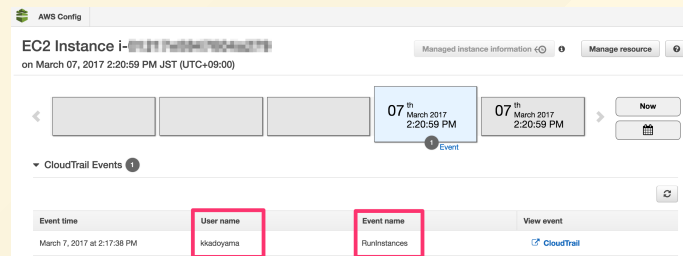 AWS Config
EC2 Instance i-
on March 07, 2017 2:20:59 PM JST (UTC+09:00)
Managed instance information
Manage resource
07 th
March 2017
2:20:59 PM
1 Event
07 th
March 2017
2:20:59 PM
Now
CloudTrail Events 1
Event time User name Event name View event
March 7, 2017 at 2:17:38 PM kkadoyama RunInstances CloudTrail